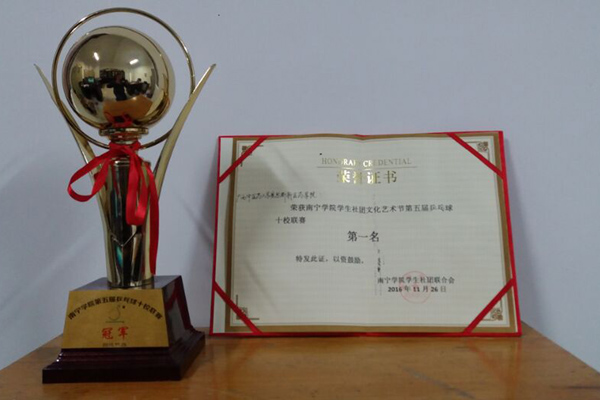 南宁学院第五届乒乓球十校联赛
冠军
HONORARY CREDENTIAL
荣誉证书
荣获南宁学院学生社团文化艺术节第五届乒乓球
十校联赛
第一名
特发此证，以资鼓励。
南宁学院学生社团联合会
2016年11月26日